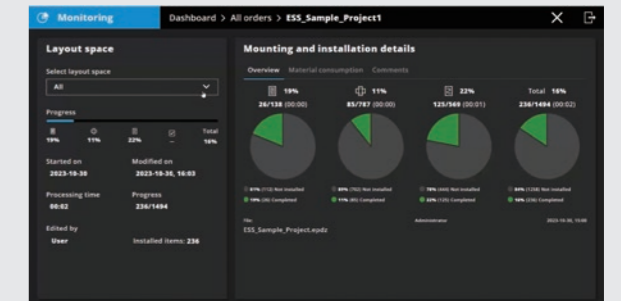 Monitoring
Dashboard > All orders > ESS_Sample_Project1
Layout space
Select layout space
All
Progress
19% 11% 22% – Total 16%
Started on
2023-10-30
Modified on
2023-10-30, 16:03
Processing time
00:02
Progress
236/1494
Edited by
User
Installed items: 236
Mounting and installation details
Overview Material consumption Comments
19%
26/138 (00:00)
11%
85/787 (00:00)
22%
125/569 (00:01)
Total 16%
236/1494 (00:02)
81% (112) Not installed
19% (26) Completed
89% (702) Not installed
11% (85) Completed
78% (444) Not installed
22% (125) Completed
84% (1258) Not installed
16% (236) Completed
File:
ESS_Sample_Project.epdz
Administrator